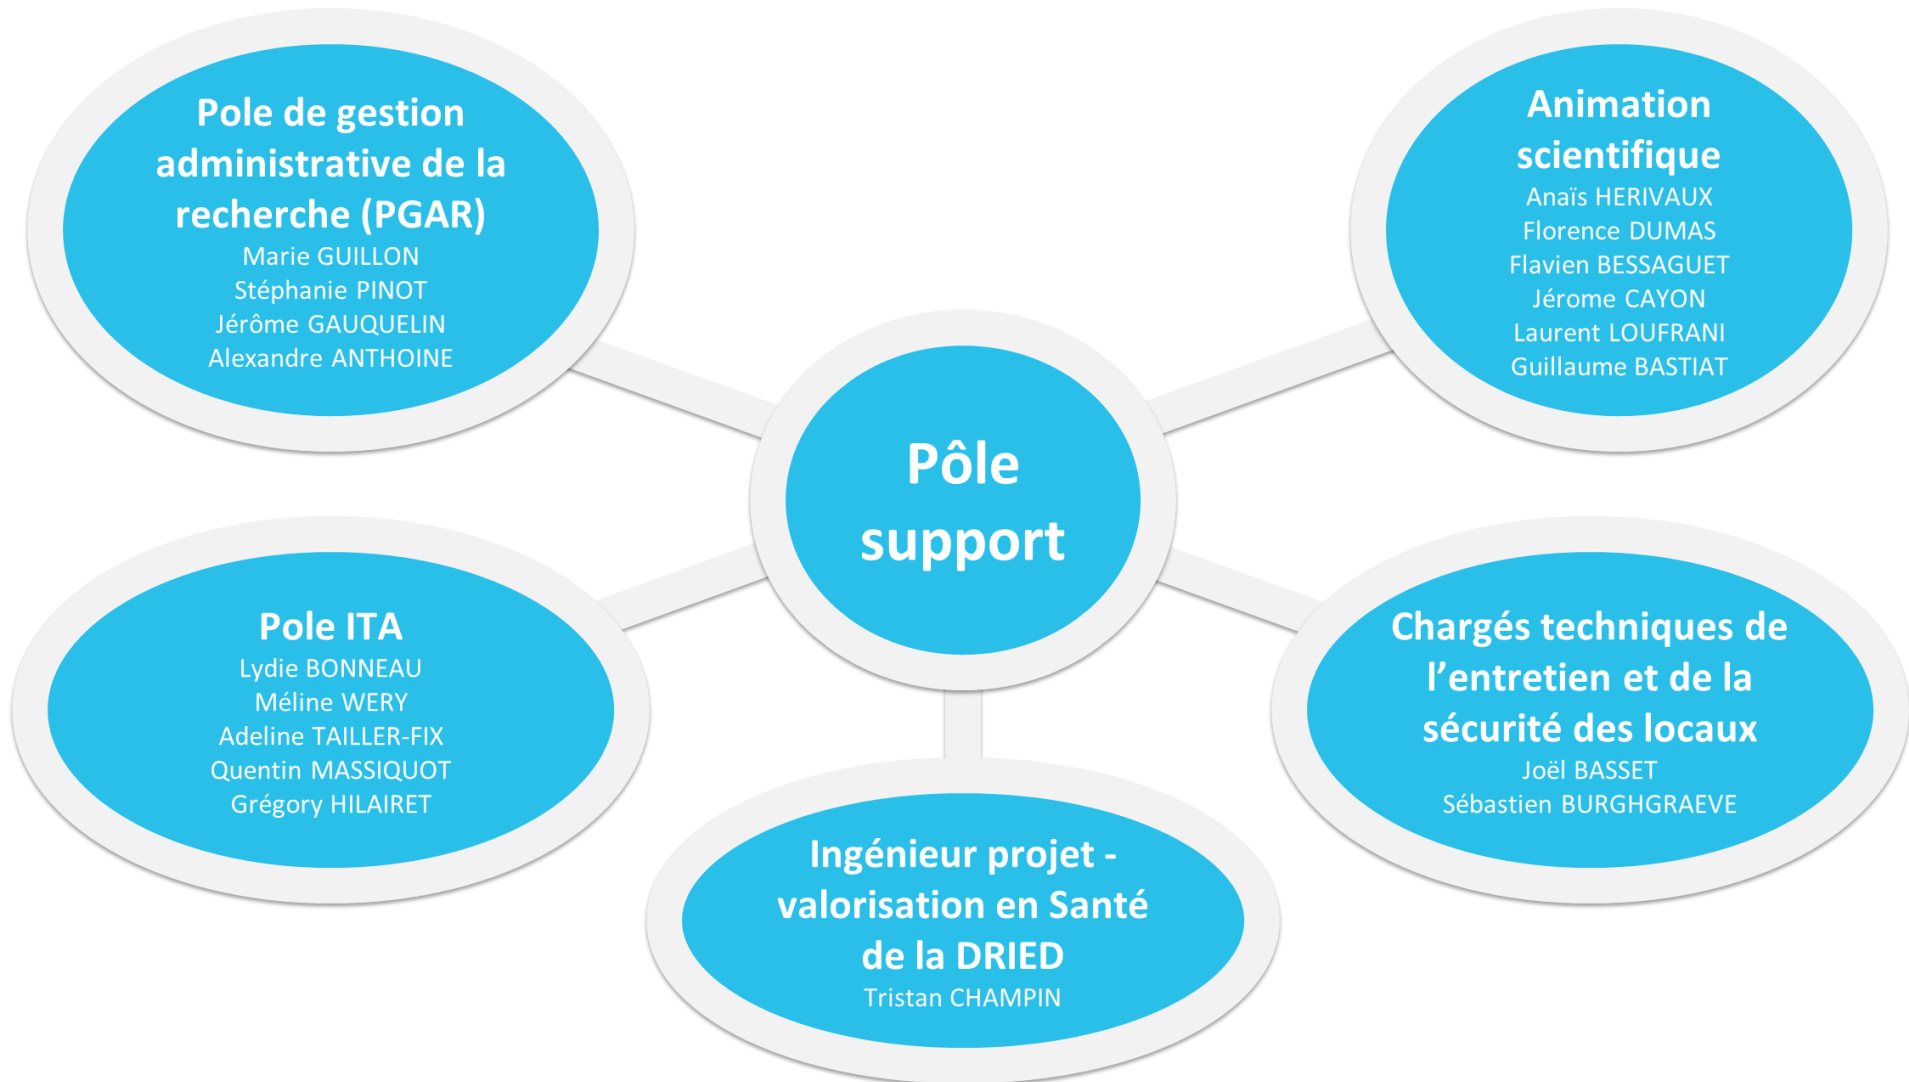 Pole de gestion
administrative de la
recherche (PGAR)
Marie GUILLON
Stéphanie PINOT
Jérôme GAUQUELIN
Alexandre ANTHOINE
Animation
scientifique
Anaïs HERIVAUX
Florence DUMAS
Flavien BESSAGUET
Jérome CAYON
Laurent LOUFRANI
Guillaume BASTIAT
Pôle
support
Pole ITA
Lydie BONNEAU
Méline WERY
Adeline TAILLER-FIX
Quentin MASSIQUOT
Grégory HILAIRET
Chargés techniques de
l’entretien et de la
sécurité des locaux
Joël BASSET
Sébastien BURGHGRAEVE
Ingénieur projet -
valorisation en Santé
de la DRIED
Tristan CHAMPIN